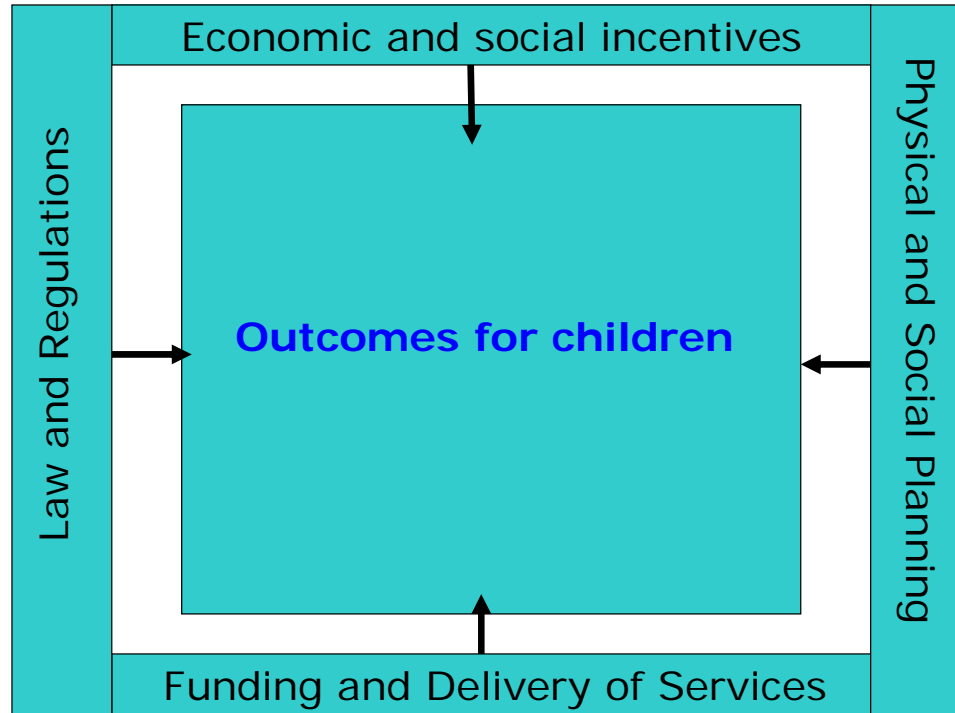 Economic and social incentives
Law and Regulations
Outcomes for children
Physical and Social Planning
Funding and Delivery of Services